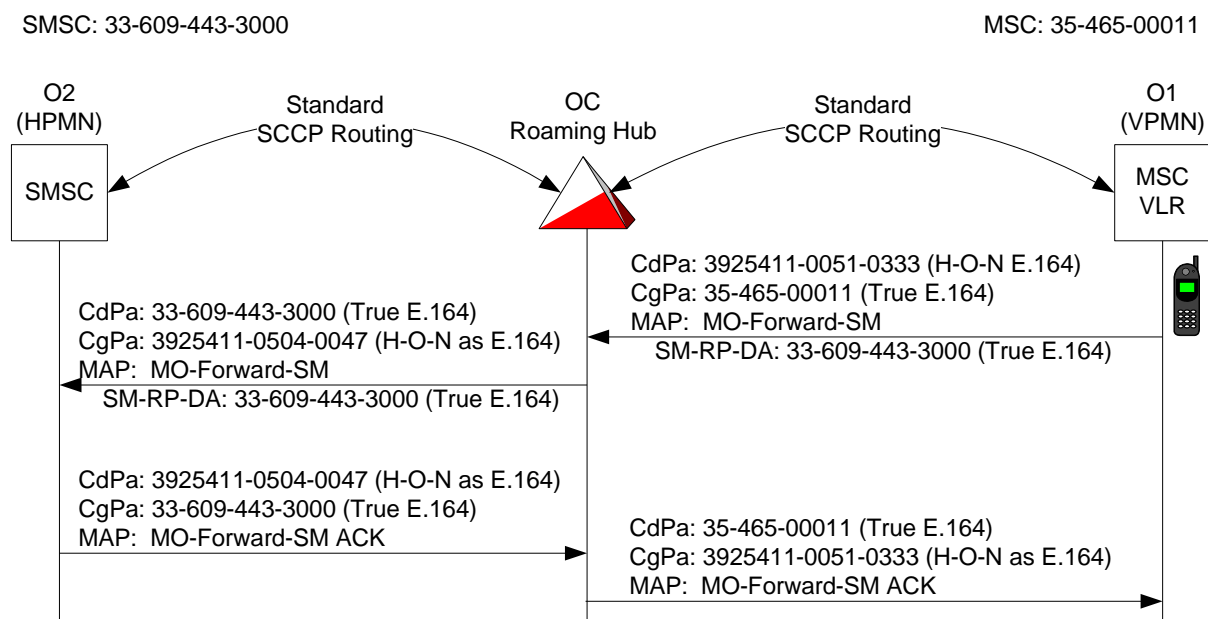 SMSC: 33-609-443-3000
MSC: 35-465-00011
O2
(HPMN)
Standard
SCCP Routing
OC
Roaming Hub
Standard
SCCP Routing
O1
(VPMN)
SMSC
MSC
VLR
CdPa: 3925411-0051-0333 (H-O-N E.164)
CgPa: 35-465-00011 (True E.164)
MAP: MO-Forward-SM
SM-RP-DA: 33-609-443-3000 (True E.164)
CdPa: 33-609-443-3000 (True E.164)
CgPa: 3925411-0504-0047 (H-O-N as E.164)
MAP: MO-Forward-SM
SM-RP-DA: 33-609-443-3000 (True E.164)
CdPa: 3925411-0504-0047 (H-O-N as E.164)
CgPa: 33-609-443-3000 (True E.164)
MAP: MO-Forward-SM ACK
CdPa: 35-465-00011 (True E.164)
CgPa: 3925411-0051-0333 (H-O-N as E.164)
MAP: MO-Forward-SM ACK